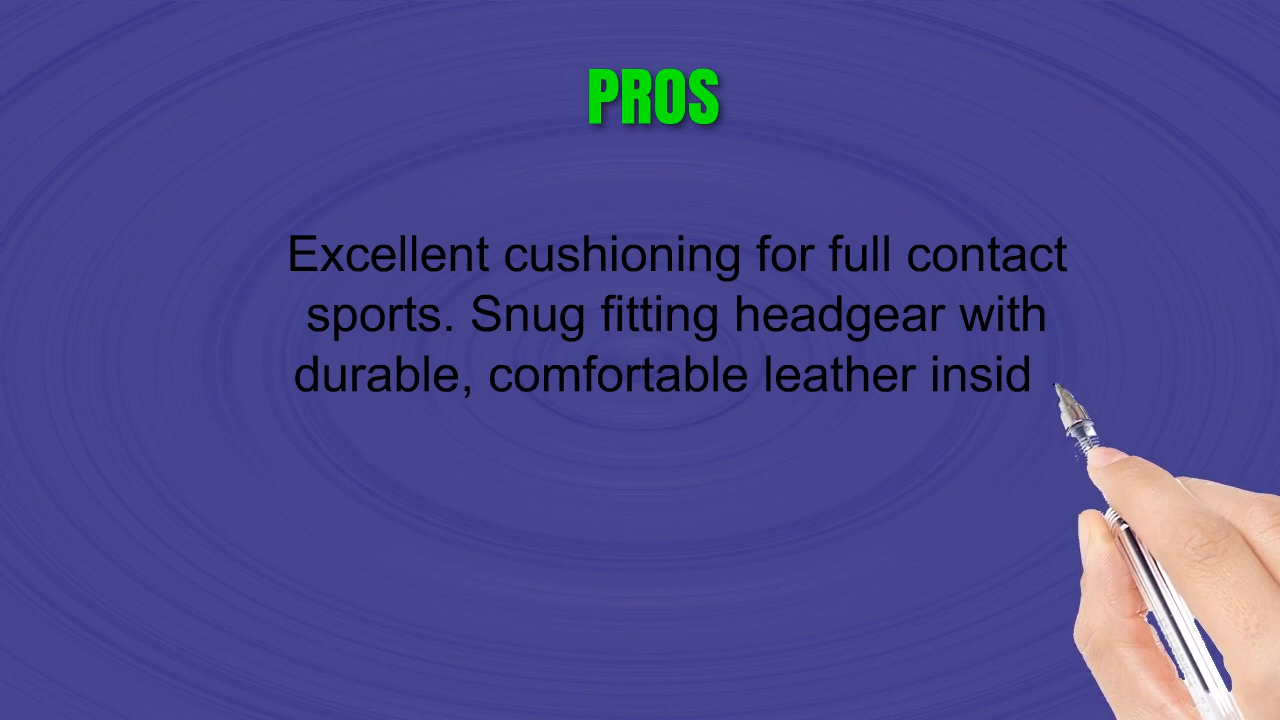 PROS
Excellent cushioning for full contact
sports. Snug fitting headgear with
durable, comfortable leather insid